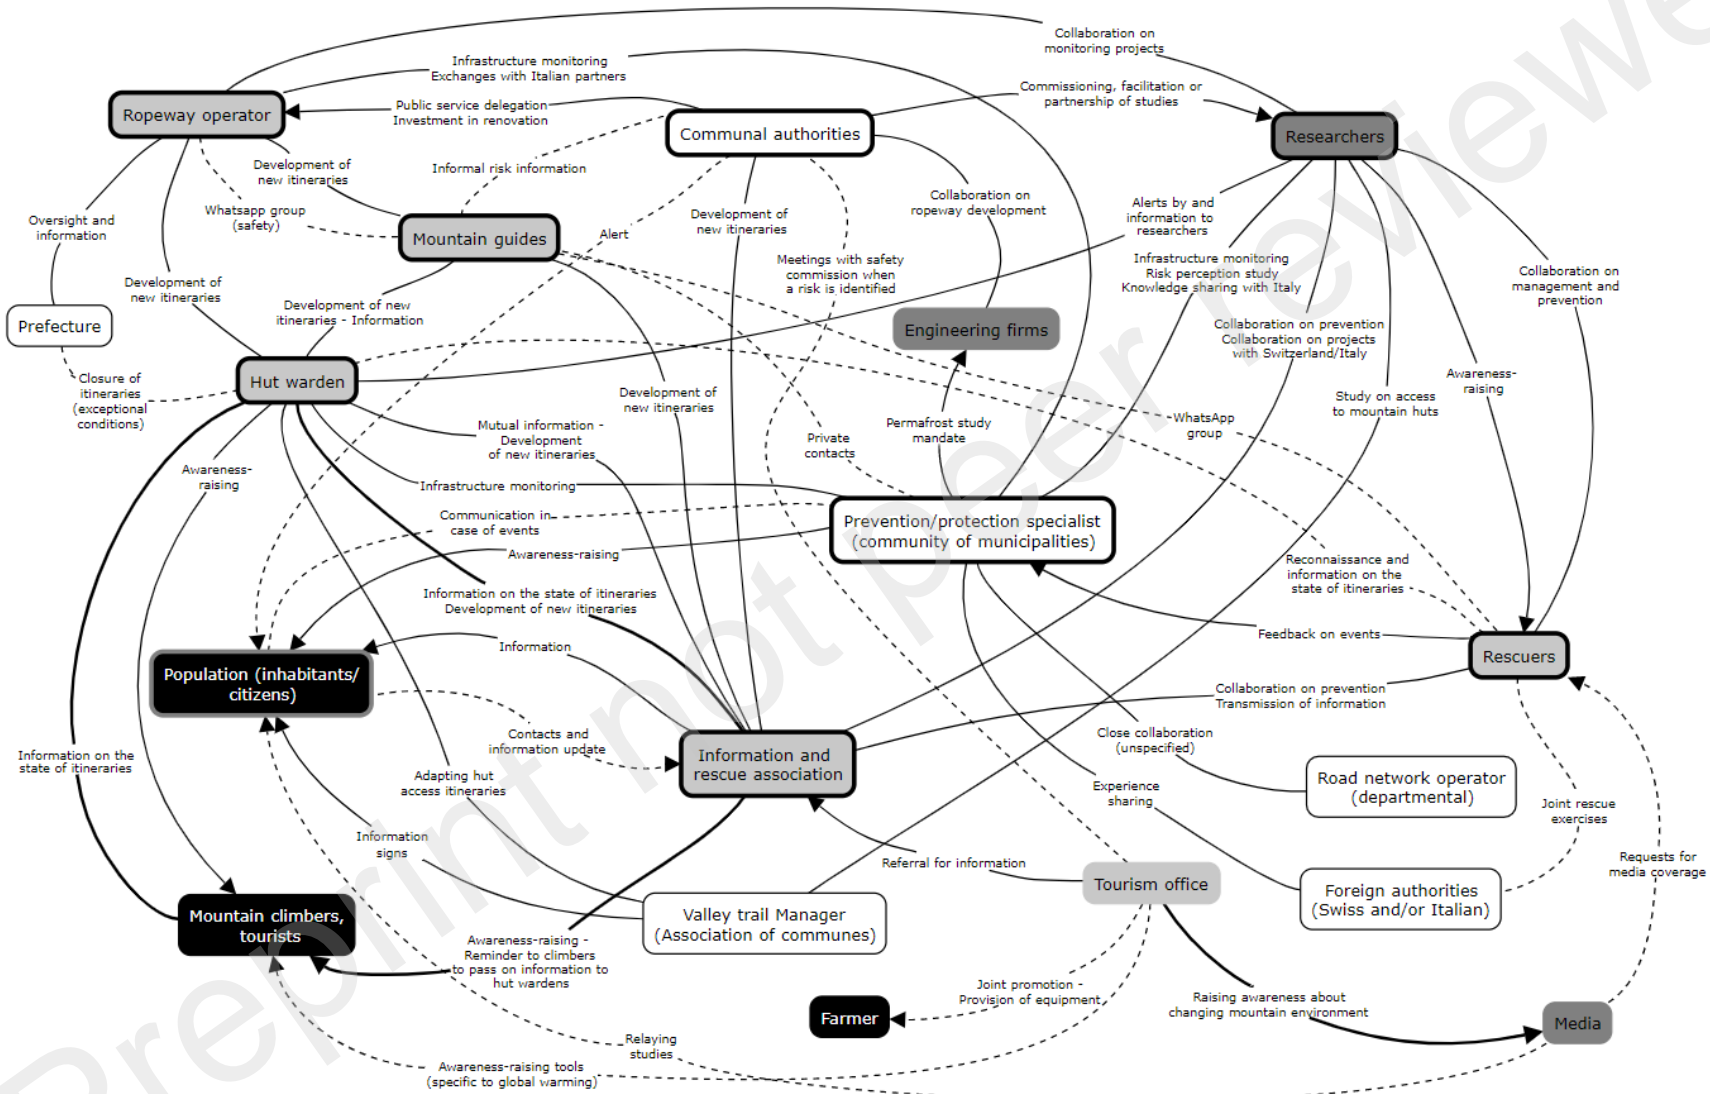 Collaboration on
monitoring projects
Infrastructure monitoring
Exchanges with Italian partners
Commissioning, facilitation or
partnership of studies
Ropeway operator
Public service delegation
Investment in renovation
Communal authorities
Researchers
Development of
new itineraries
Informal risk information
Collaboration on
ropeway development
Alerts by and
information to
researchers
Whatsapp group
(safety)
Oversight and
information
Mountain guides
Alert
Development of
new itineraries
Meetings with safety
commission when
a risk is identified
Infrastructure monitoring
Risk perception study
Knowledge sharing with Italy
Collaboration on
management and
prevention
Development of
new itineraries
Development of new
itineraries - Information
Prefecture
Engineering firms
Collaboration on prevention
Collaboration on projects
with Switzerland/Italy
Hut warden
Closure of
itineraries
(exceptional
conditions)
Development of
new itineraries
Awareness-
raising
Study on access
to mountain huts
Mutual information -
Development
of new itineraries
Private
contacts
Permafrost study
mandate
WhatsApp
group
Awareness-
raising
Infrastructure monitoring
Communication in
case of events
Prevention/protection specialist
(community of municipalities)
Awareness-raising
Reconnaissance and
information on the
state of itineraries
Information on the state of itineraries
Development of new itineraries
Feedback on events
Information
Rescuers
Population (inhabitants/
citizens)
Collaboration on prevention
Transmission of information
Contacts and
information update
Close collaboration
(unspecified)
Information on the
state of itineraries
Information and
rescue association
Adapting hut
access itineraries
Experience
sharing
Road network operator
(departmental)
Joint rescue
exercises
Information
signs
Referral for information
Requests for
media coverage
Tourism office
Foreign authorities
(Swiss and/or Italian)
Mountain climbers,
tourists
Valley trail Manager
(Association of communes)
Awareness-raising -
Reminder to climbers
to pass on information to
hut wardens
Joint promotion -
Provision of equipment
Raising awareness about
changing mountain environment
Farmer
Media
Relaying
studies
Awareness-raising tools
(specific to global warming)
Preprint not peer reviewe